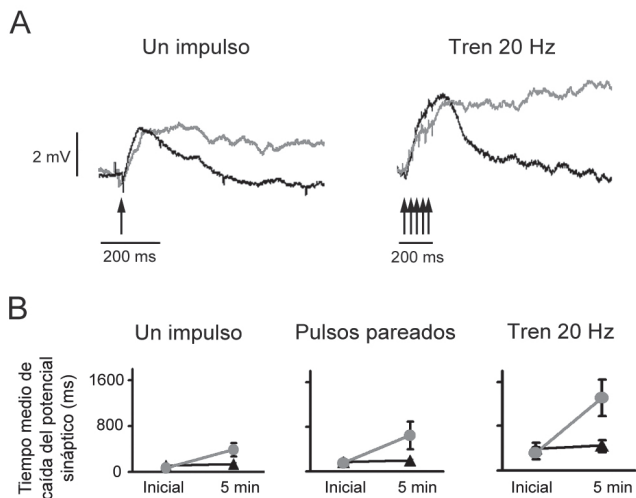 A
Un impulso
Tren 20 Hz
2 mV
200 ms
200 ms
B
Un impulso
Pulsos pareados
Tren 20 Hz
Tiempo medio de
caída del potencial
sináptico (ms)
1600
800
0
Inicial
5 min
Inicial
5 min
Inicial
5 min